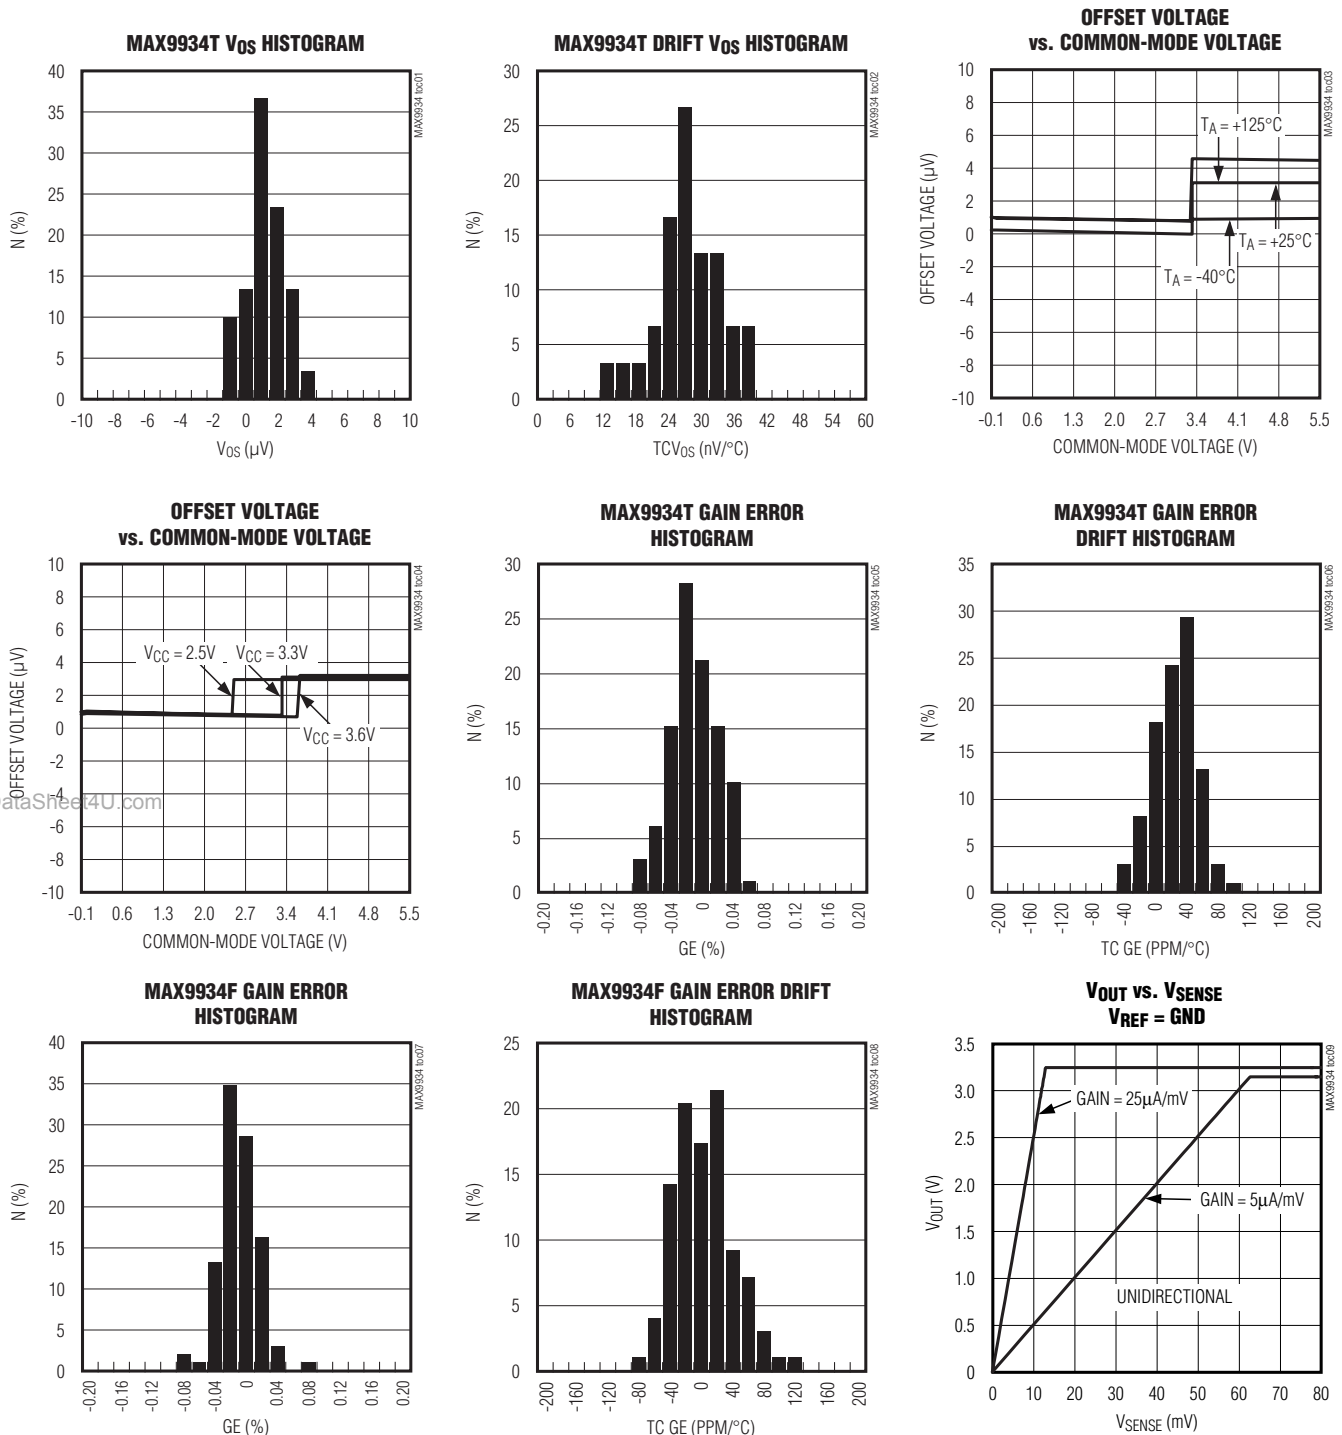 MAX9934T VOS HISTOGRAM
40
35
30
25
20
15
10
5
0
N (%)
-10 -8 -6 -4 -2 0 2 4 6 8 10
VOS (µV)
MAX9934 toc01
MAX9934T DRIFT VOS HISTOGRAM
30
25
20
15
10
5
0
N (%)
0 6 12 18 24 30 36 42 48 54 60
TCVOS (nV/°C)
MAX9934 toc02
OFFSET VOLTAGE
vs. COMMON-MODE VOLTAGE
10
8
6
4
2
0
-2
-4
-6
-8
-10
OFFSET VOLTAGE (µV)
TA = +125°C
TA = +25°C
TA = -40°C
-0.1 0.6 1.3 2.0 2.7 3.4 4.1 4.8 5.5
COMMON-MODE VOLTAGE (V)
MAX9934 toc03
OFFSET VOLTAGE
vs. COMMON-MODE VOLTAGE
10
8
6
4
2
0
-2
-4
-6
-8
-10
OFFSET VOLTAGE (µV)
VCC = 2.5V VCC = 3.3V
VCC = 3.6V
-0.1 0.6 1.3 2.0 2.7 3.4 4.1 4.8 5.5
COMMON-MODE VOLTAGE (V)
MAX9934 toc04
ataSheet4U.com
MAX9934T GAIN ERROR
HISTOGRAM
30
25
20
15
10
5
0
N (%)
-0.20 -0.16 -0.12 -0.08 -0.04 0 0.04 0.08 0.12 0.16 0.20
GE (%)
MAX9934 toc05
MAX9934T GAIN ERROR
DRIFT HISTOGRAM
35
30
25
20
15
10
5
0
N (%)
-200 -160 -120 -80 -40 0 40 80 120 160 200
TC GE (PPM/°C)
MAX9934 toc06
MAX9934F GAIN ERROR
HISTOGRAM
40
35
30
25
20
15
10
5
0
N (%)
-0.20 -0.16 -0.12 -0.08 -0.04 0 0.04 0.08 0.12 0.16 0.20
GE (%)
MAX9934 toc07
MAX9934F GAIN ERROR DRIFT
HISTOGRAM
25
20
15
10
5
0
N (%)
-200 -160 -120 -80 -40 0 40 80 120 160 200
TC GE (PPM/°C)
MAX9934 toc08
VOUT vs. VSENSE
VREF = GND
3.5
3.0
2.5
2.0
1.5
1.0
0.5
0
VOUT (V)
GAIN = 25µA/mV
GAIN = 5µA/mV
UNIDIRECTIONAL
0 10 20 30 40 50 60 70 80
VSENSE (mV)
MAX9934 toc09